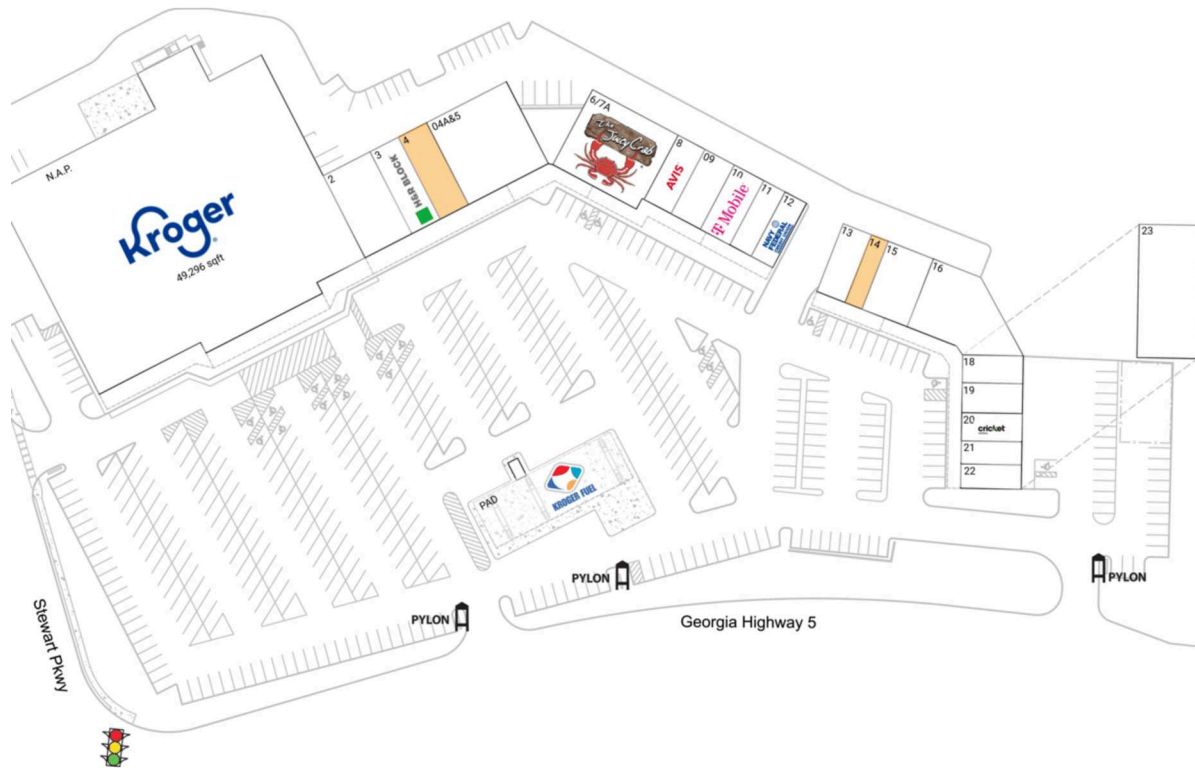 N.A.P.
Kroger
49,296 sqft
2
3
H&R BLOCK
4
04A&5
6/7A
The
Juicy Crab
8
AVIS
09
10
T Mobile
11
12
NAVY
FEDERAL
13
14
15
16
23
18
19
20
cricket
21
22
PAD
KROGER FUEL
PYLON
PYLON
PYLON
Georgia Highway 5
Stewart Pkwy